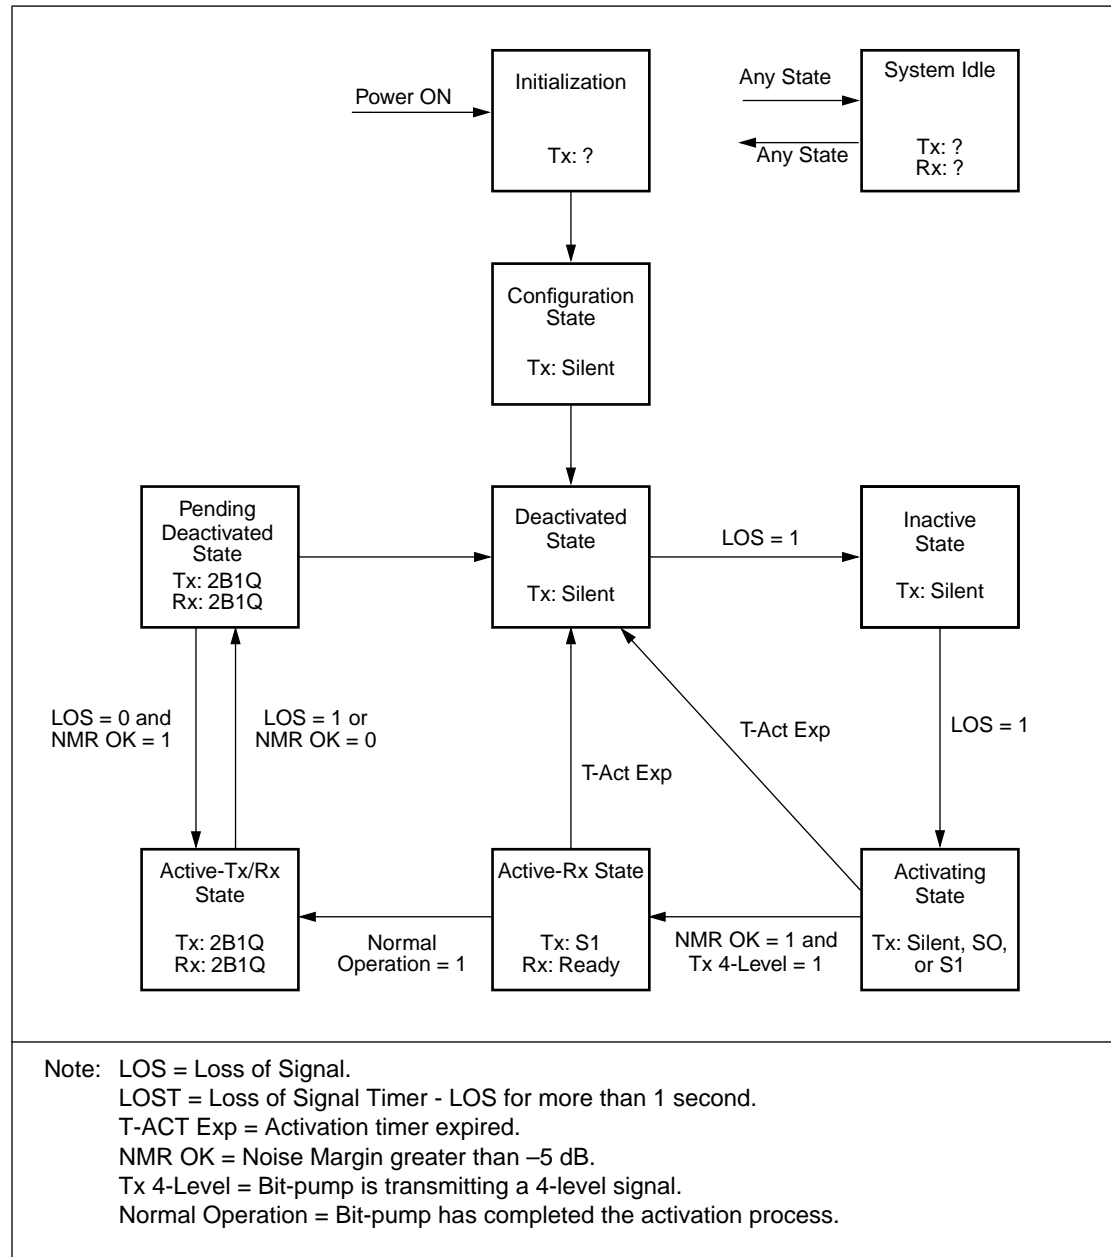 Power ON
Initialization
Tx: ?
Any State
Any State
System Idle
Tx: ?
Rx: ?
Configuration
State
Tx: Silent
Pending
Deactivated
State
Tx: 2B1Q
Rx: 2B1Q
Deactivated
State
Tx: Silent
LOS = 1
Inactive
State
Tx: Silent
LOS = 0 and
NMR OK = 1
LOS = 1 or
NMR OK = 0
T-Act Exp
T-Act Exp
LOS = 1
Active-Tx/Rx
State
Tx: 2B1Q
Rx: 2B1Q
Normal
Operation = 1
Active-Rx State
Tx: S1
Rx: Ready
NMR OK = 1 and
Tx 4-Level = 1
Activating
State
Tx: Silent, SO,
or S1
Note: LOS = Loss of Signal.
LOST = Loss of Signal Timer - LOS for more than 1 second.
T-ACT Exp = Activation timer expired.
NMR OK = Noise Margin greater than –5 dB.
Tx 4-Level = Bit-pump is transmitting a 4-level signal.
Normal Operation = Bit-pump has completed the activation process.